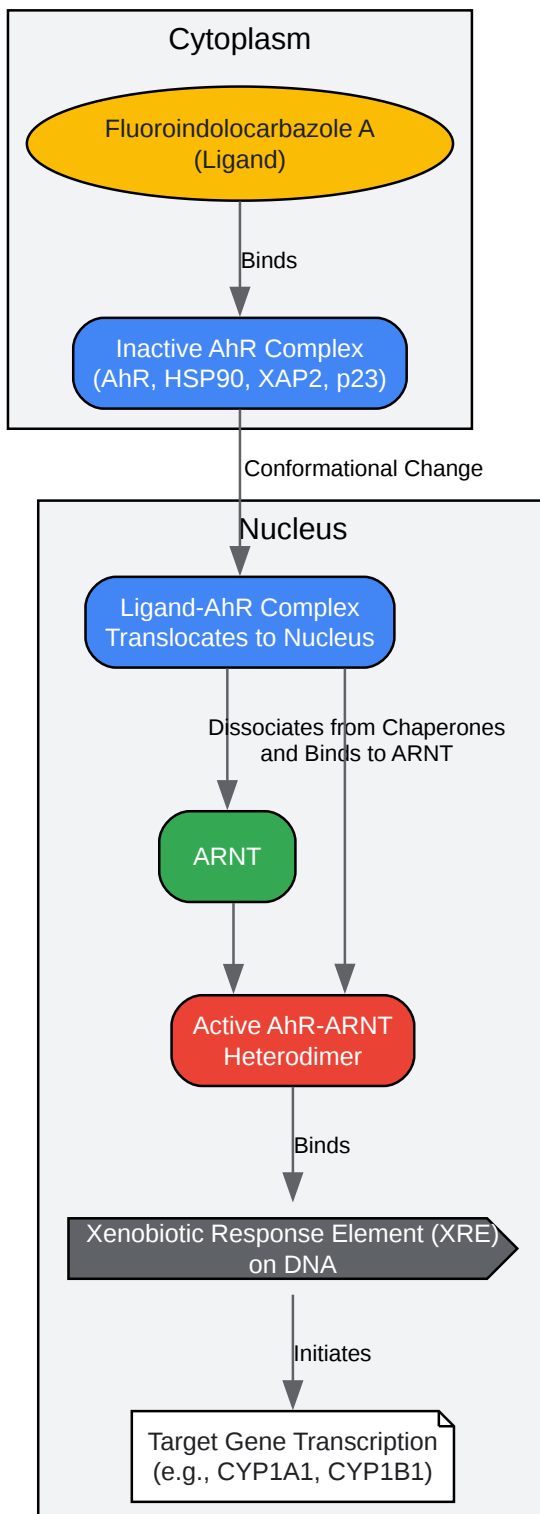 Cytoplasm
Fluoroindolocarbazole A
(Ligand)
Binds
Inactive AhR Complex
(AhR, HSP90, XAP2, p23)
Conformational Change
Nucleus
Ligand-AhR Complex
Translocates to Nucleus
Dissociates from Chaperones
and Binds to ARNT
ARNT
Active AhR-ARNT
Heterodimer
Binds
Xenobiotic Response Element (XRE)
on DNA
Initiates
Target Gene Transcription
(e.g., CYP1A1, CYP1B1)